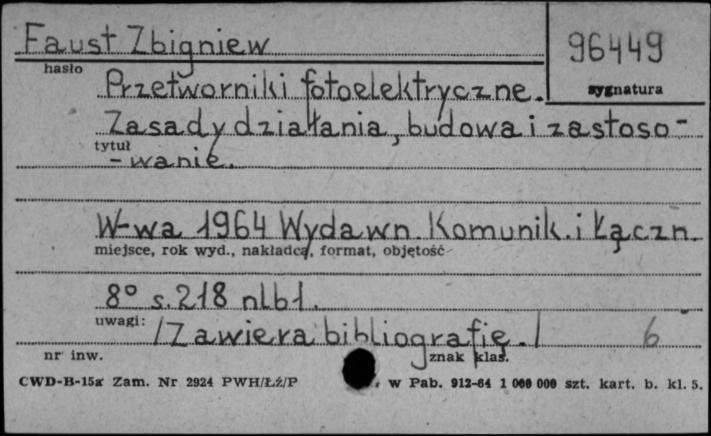 Faust Zbigniew
96449
hasło
sygnatura
Przetworniki fotoelektryczne.
Zasady działania, budowa i zastoso-
tytuł
-wanie.
W-wa 1964 Wydawn. Komunik. i Łączn.
miejsce, rok wyd., nakładca, format, objętość
8° s. 218 nlb1.
uwagi: /Zawiera bibliografię./ 6
nr inw. znak klas.
CWD-B-15a Zam. Nr 2924 PWH/Łż/P w Pab. 912-64 1 000 000 szt. kart. b. kl. 5.